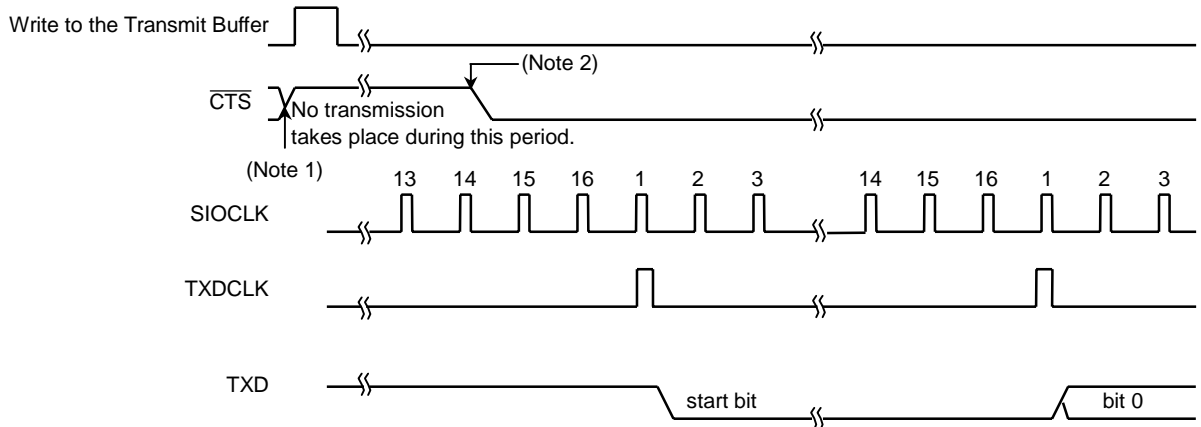 Write to the Transmit Buffer
(Note 2)
CTS
No transmission
takes place during this period.
(Note 1)
13 14 15 16 1 2 3 14 15 16 1 2 3
SIOCLK
TXDCLK
TXD
start bit
bit 0